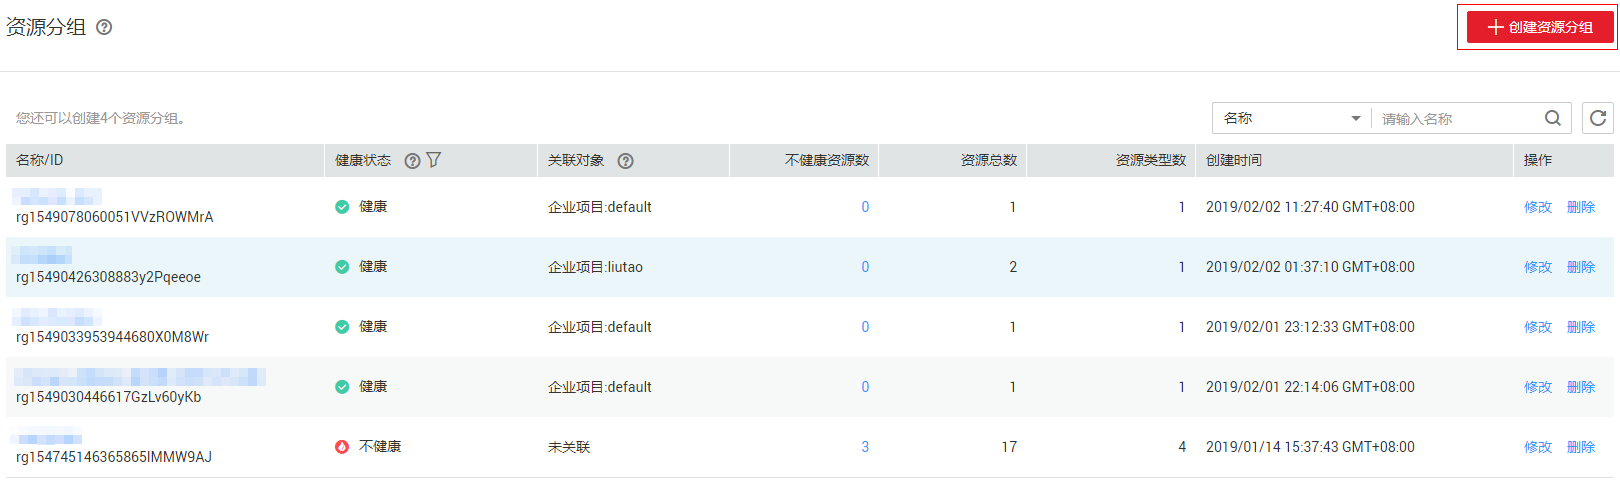 资源分组
创建资源分组
您还可以创建4个资源分组。
名称 请输入名称
名称/ID 健康状态 关联对象 不健康资源数 资源总数 资源类型数 创建时间 操作
rg1549078060051VVzROWMrA 健康 企业项目:default 0 1 1 2019/02/02 11:27:40 GMT+08:00 修改 删除
rg15490426308883y2Pqeeoe 健康 企业项目:liutao 0 2 1 2019/02/02 01:37:10 GMT+08:00 修改 删除
rg1549033953944680X0M8Wr 健康 企业项目:default 0 1 1 2019/02/01 23:12:33 GMT+08:00 修改 删除
rg1549030446617GzLv60yKb 健康 企业项目:default 0 1 1 2019/02/01 22:14:06 GMT+08:00 修改 删除
rg154745146365865IMMW9AJ 不健康 未关联 3 17 4 2019/01/14 15:37:43 GMT+08:00 修改 删除